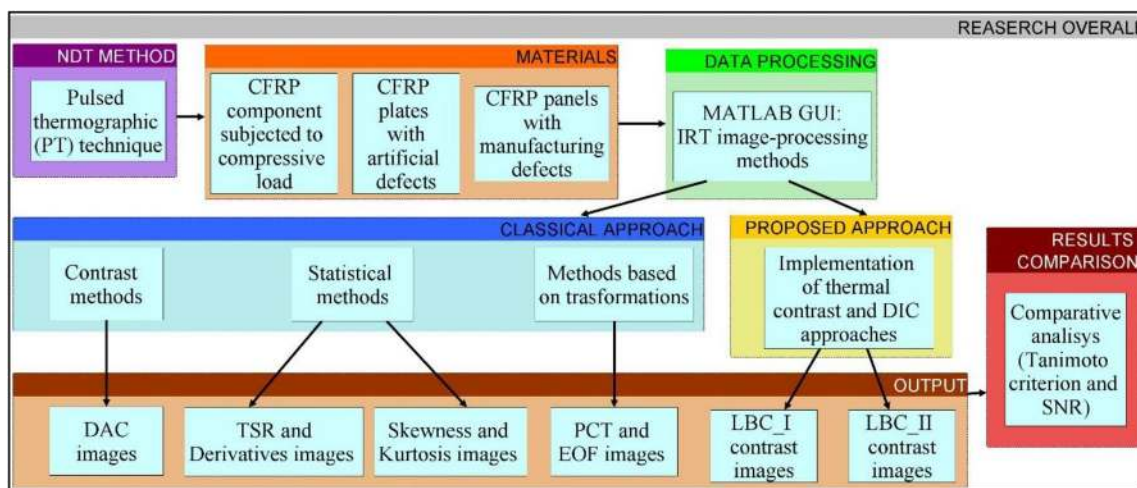 REASERCH OVERALL
NDT METHOD
Pulsed
thermographic
(PT) technique
MATERIALS
CFRP
component
subjected to
compressive
load
CFRP
plates with
artificial
defects
CFRP panels
with
manufacturing
defects
DATA PROCESSING
MATLAB GUI:
IRT image-processing
methods
CLASSICAL APPROACH
Contrast
methods
Statistical
methods
Methods based
on trasformations
PROPOSED APPROACH
Implementation
of thermal
contrast and DIC
approaches
RESULTS
COMPARISON
Comparative
analisys
(Tanimoto
criterion and
SNR)
OUTPUT
DAC
images
TSR and
Derivatives images
Skewness and
Kurtosis images
PCT and
EOF images
LBC_I
contrast
images
LBC_II
contrast
images